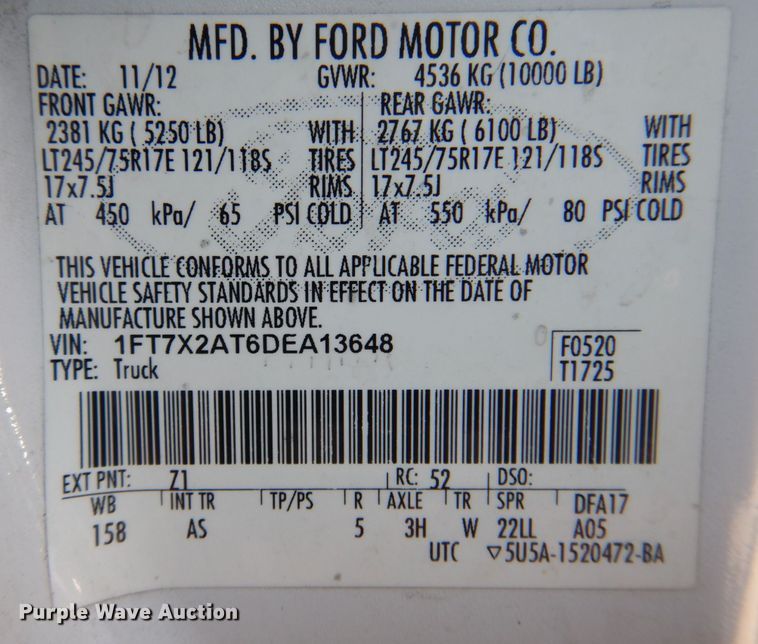 MFD. BY FORD MOTOR CO.
DATE: 11/12 GVWR: 4536 KG (10000 LB)
FRONT GAWR: REAR GAWR:
2381 KG ( 5250 LB) WITH 2767 KG ( 6100 LB) WITH
LT245/75R17E 121/118S TIRES LT245/75R17E 121/118S TIRES
17x7.5J RIMS 17x7.5J RIMS
AT 450 kPa/ 65 PSI COLD AT 550 kPa/ 80 PSI COLD
THIS VEHICLE CONFORMS TO ALL APPLICABLE FEDERAL MOTOR
VEHICLE SAFETY STANDARDS IN EFFECT ON THE DATE OF
MANUFACTURE SHOWN ABOVE.
VIN: 1FT7X2AT6DEA13648 F0520
TYPE: Truck T1725
EXT PNT: Z1 RC: 52 DSO:
WB INT TR TP/PS R AXLE TR SPR DFA17
158 AS 5 3H W 22LL A05
UTC ▽5U5A-1520472-BA
Purple Wave Auction